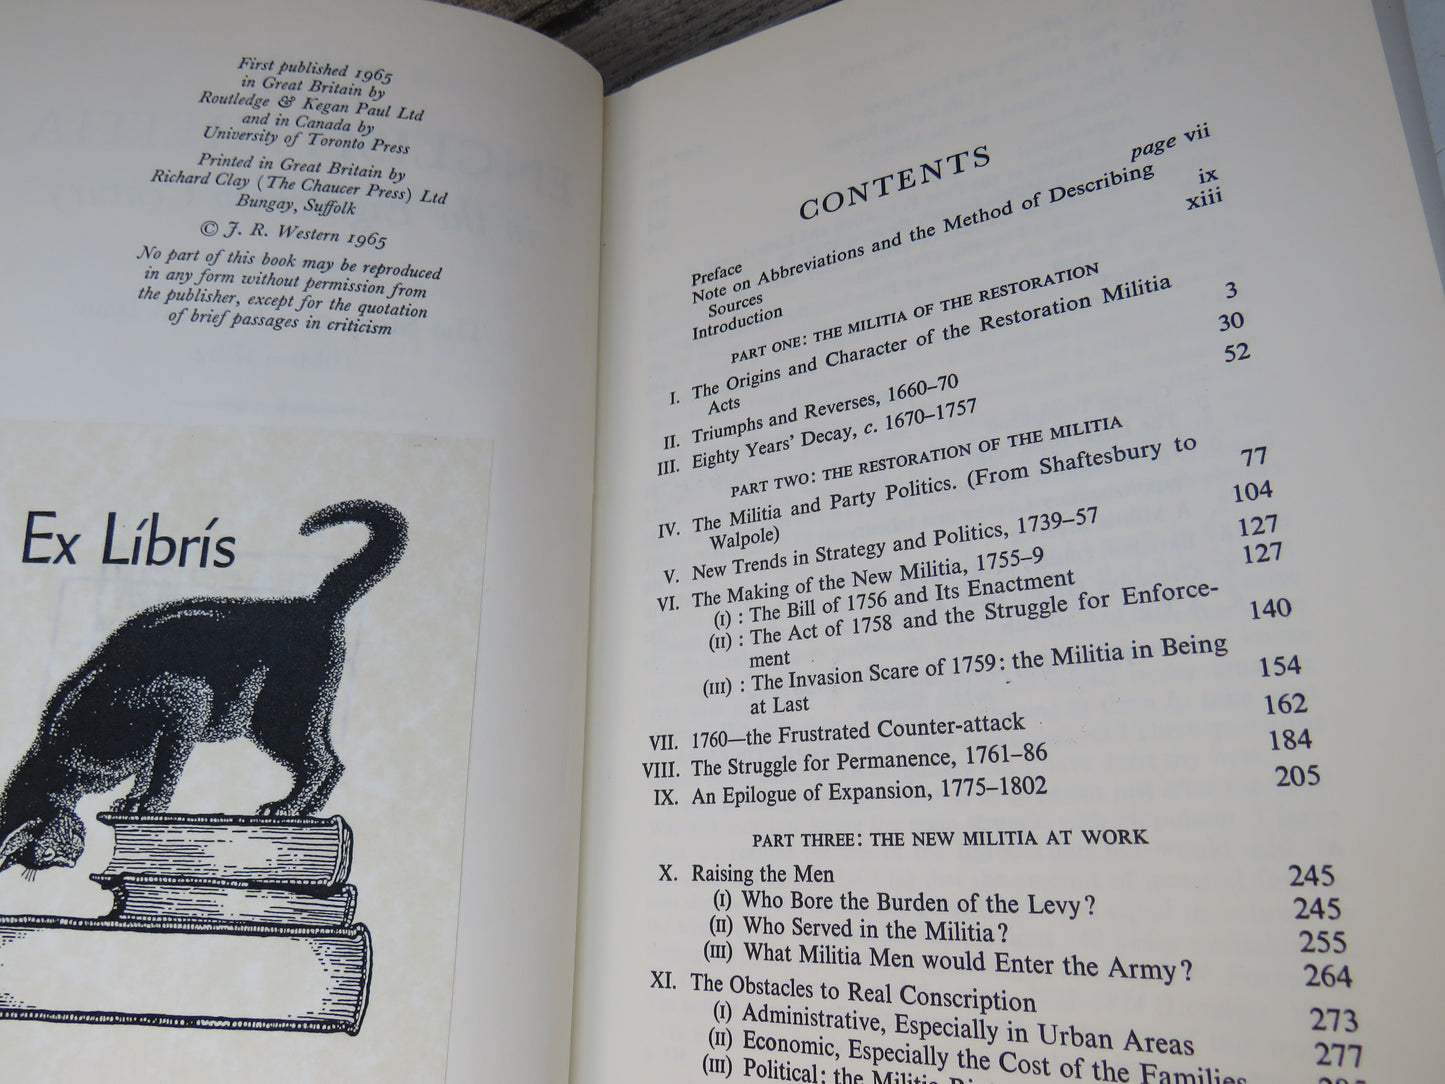 First published 1965
in Great Britain by
Routledge & Kegan Paul Ltd
and in Canada by
University of Toronto Press
Printed in Great Britain by
Richard Clay (The Chaucer Press) Ltd
Bungay, Suffolk
© J. R. Western 1965
No part of this book may be reproduced
in any form without permission from
the publisher, except for the quotation
of brief passages in criticism
Ex Libris
CONTENTS
Preface page vii
Note on Abbreviations and the Method of Describing
Sources ix
Introduction xiii
PART ONE: THE MILITIA OF THE RESTORATION
I. The Origins and Character of the Restoration Militia
Acts 3
II. Triumphs and Reverses, 1660–70 30
III. Eighty Years' Decay, c. 1670–1757 52
PART TWO: THE RESTORATION OF THE MILITIA
IV. The Militia and Party Politics. (From Shaftesbury to
Walpole) 77
V. New Trends in Strategy and Politics, 1739–57 104
VI. The Making of the New Militia, 1755–9 127
(I) : The Bill of 1756 and Its Enactment 127
(II) : The Act of 1758 and the Struggle for Enforce-
ment 140
(III) : The Invasion Scare of 1759: the Militia in Being
at Last 154
VII. 1760—the Frustrated Counter-attack 162
VIII. The Struggle for Permanence, 1761–86 184
IX. An Epilogue of Expansion, 1775–1802 205
PART THREE: THE NEW MILITIA AT WORK
X. Raising the Men 245
(I) Who Bore the Burden of the Levy? 245
(II) Who Served in the Militia? 255
(III) What Militia Men would Enter the Army? 264
XI. The Obstacles to Real Conscription 273
(I) Administrative, Especially in Urban Areas 277
(II) Economic, Especially the Cost of the Families
(III) Political: the Militia